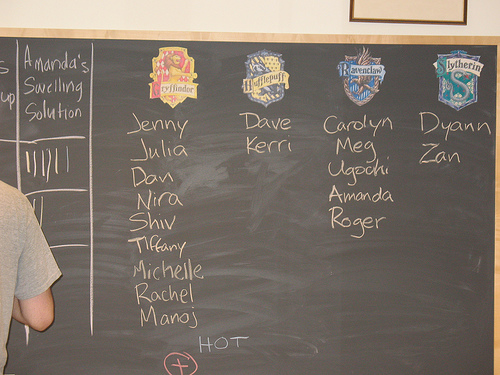 s
up
Amanda's
Swelling
Solution
Gryffindor
Jenny
Julia
Dan
Nira
Shiv
Tiffany
Michelle
Rachel
Manoj
Hufflepuff
Dave
Kerri
Ravenclaw
Carolyn
Meg
Ugochi
Amanda
Roger
Slytherin
Dyann
Zan
HOT
+